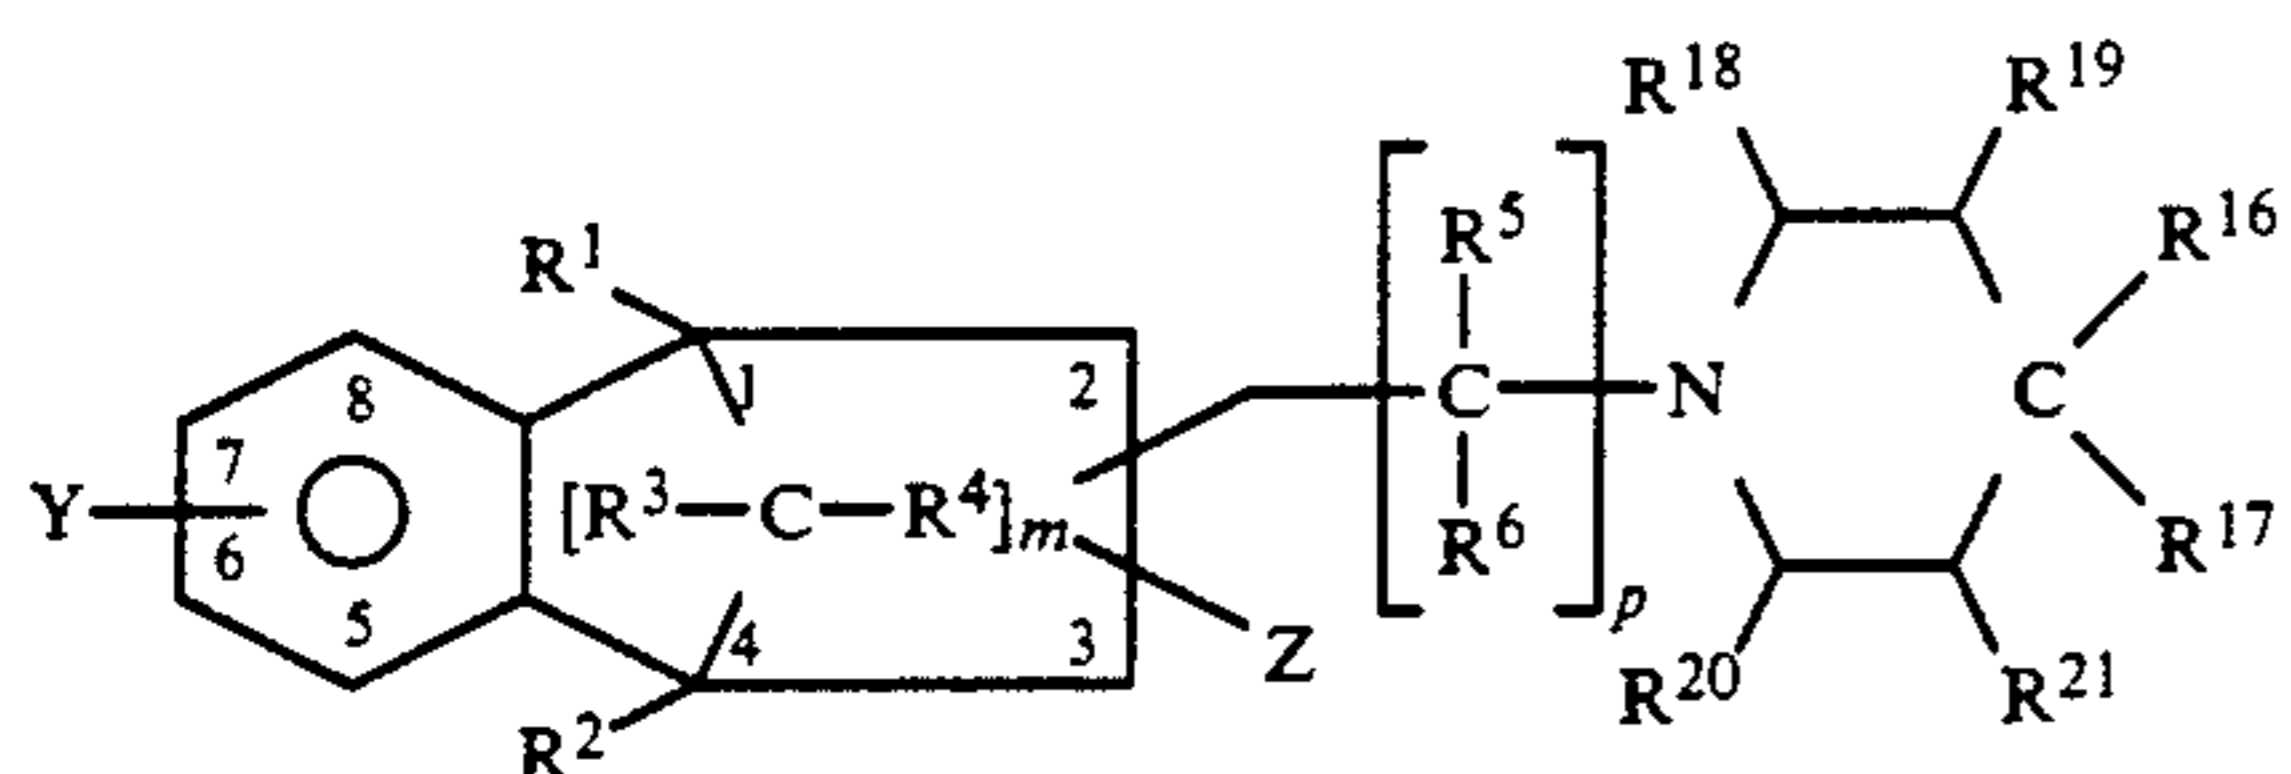 R18 R19
R5 R16
R1
1 2
8
7
Y [R3—C—R4]m C N C
6
R6 R17
5 4 3 Z p
R2 R20 R21